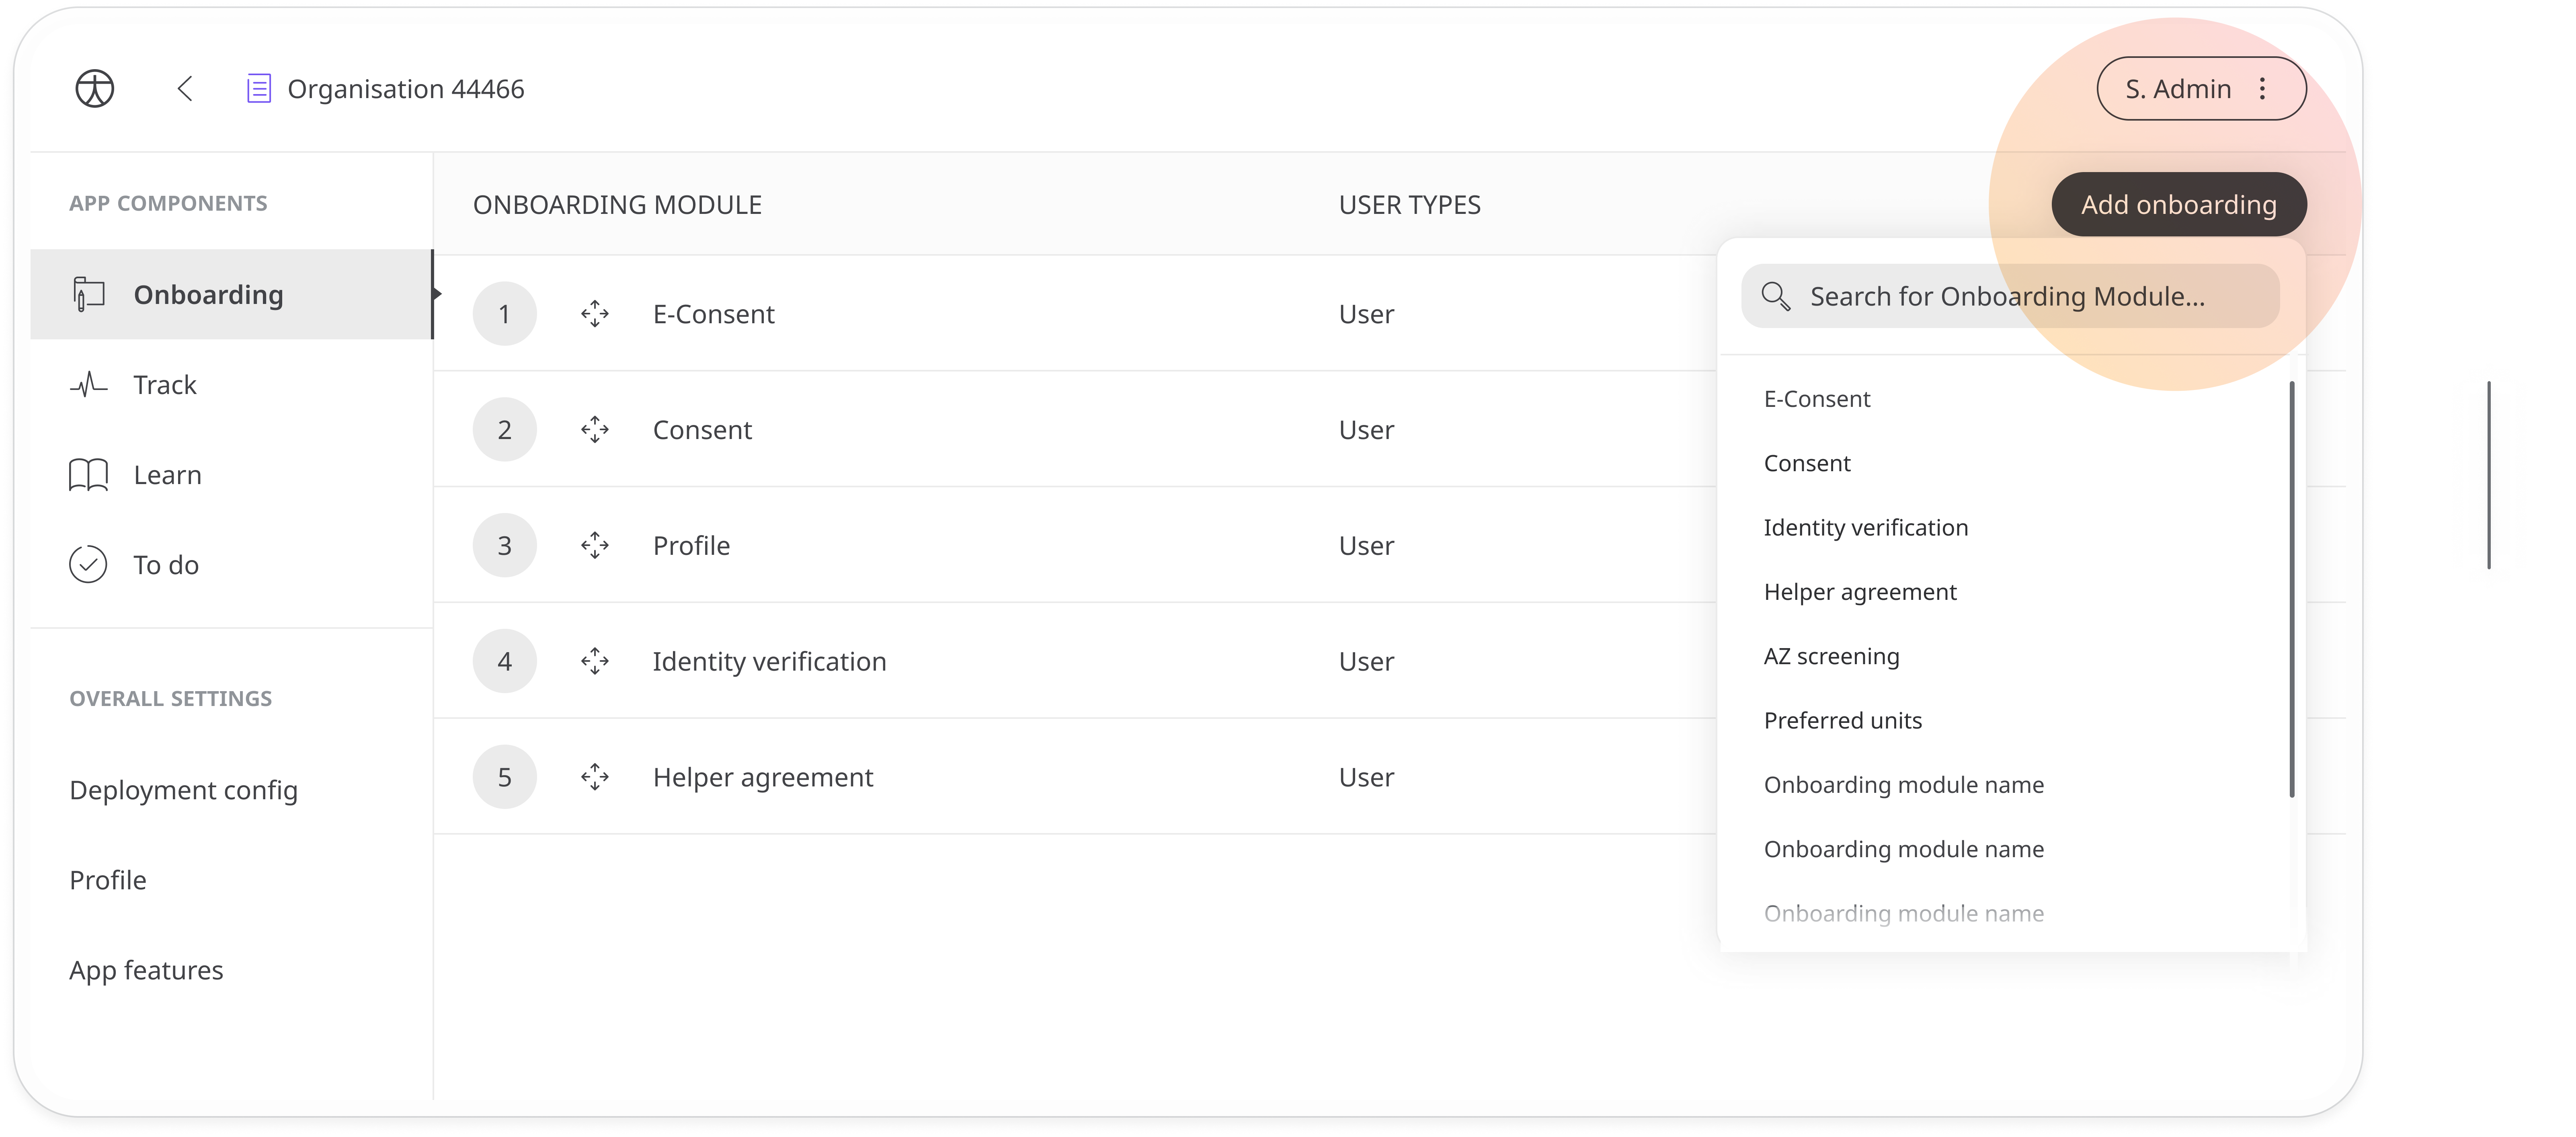 Organisation 44466
S. Admin
APP COMPONENTS
Onboarding
Track
Learn
To do
OVERALL SETTINGS
Deployment config
Profile
App features
ONBOARDING MODULE
USER TYPES
Add onboarding
1
E-Consent
User
2
Consent
User
3
Profile
User
4
Identity verification
User
5
Helper agreement
User
Search for Onboarding Module...
E-Consent
Consent
Identity verification
Helper agreement
AZ screening
Preferred units
Onboarding module name
Onboarding module name
Onboarding module name